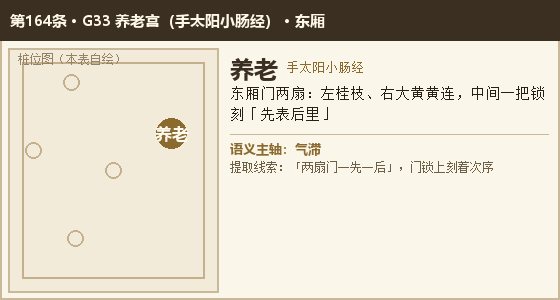 第164条・G33 养老宫（手太阳小肠经）・东厢
桩位图（本表自绘）
养老
养老 手太阳小肠经
东厢门两扇：左桂枝、右大黄黄连，中间一把锁
刻「先表后里」
语义主轴：气滞
提取线索：「两扇门一先一后」，门锁上刻着次序